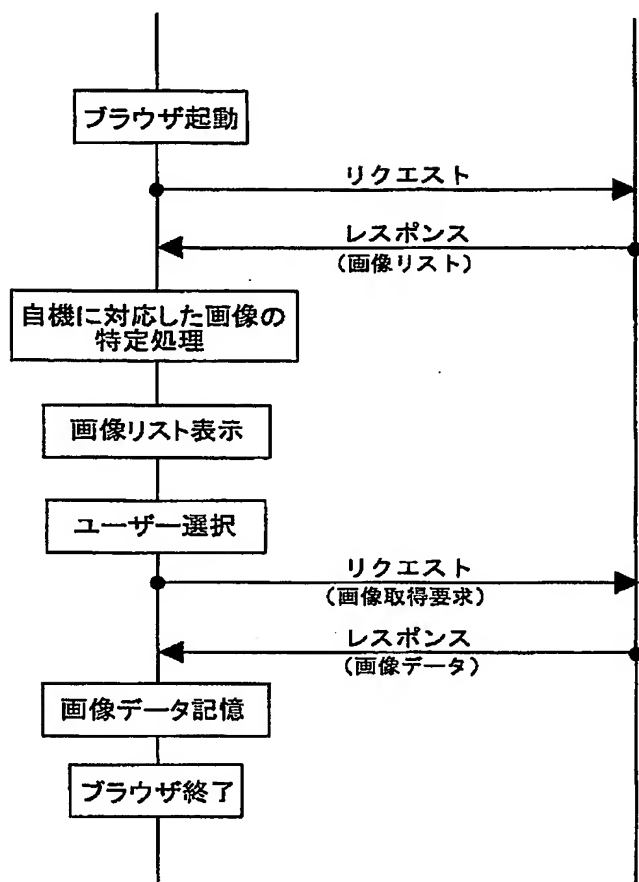 ブラウザ起動
リクエスト
レスポンス
(画像リスト)
自機に対応した画像の
特定処理
画像リスト表示
ユーザー選択
リクエスト
(画像取得要求)
レスポンス
(画像データ)
画像データ記憶
ブラウザ終了